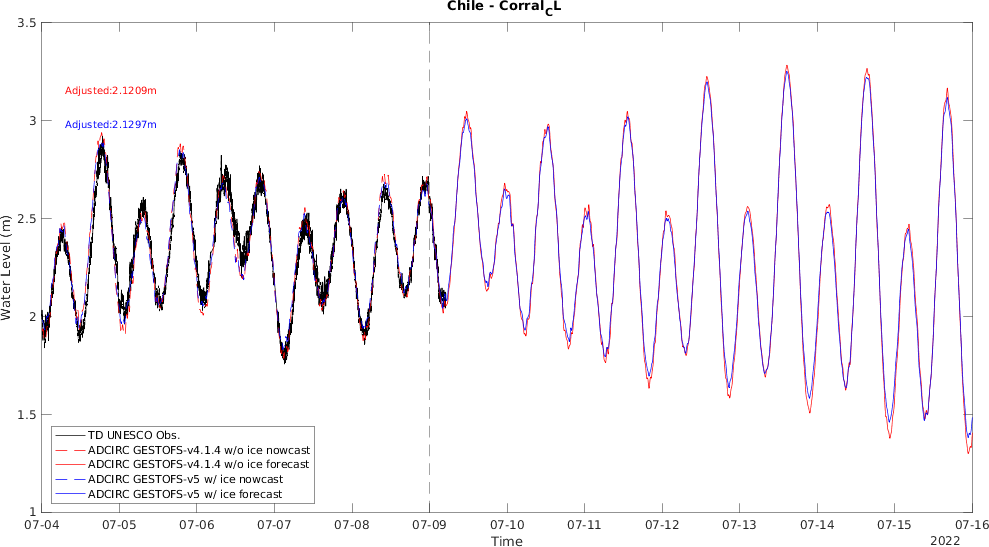 Chile - Corral_CL
3.5
3
2.5
2
1.5
1
Water Level (m)
Adjusted:2.1209m
Adjusted:2.1297m
TD UNESCO Obs.
ADCIRC GESTOFS-v4.1.4 w/o ice nowcast
ADCIRC GESTOFS-v4.1.4 w/o ice forecast
ADCIRC GESTOFS-v5 w/ ice nowcast
ADCIRC GESTOFS-v5 w/ ice forecast
07-04 07-05 07-06 07-07 07-08 07-09 07-10 07-11 07-12 07-13 07-14 07-15 07-16
Time
2022